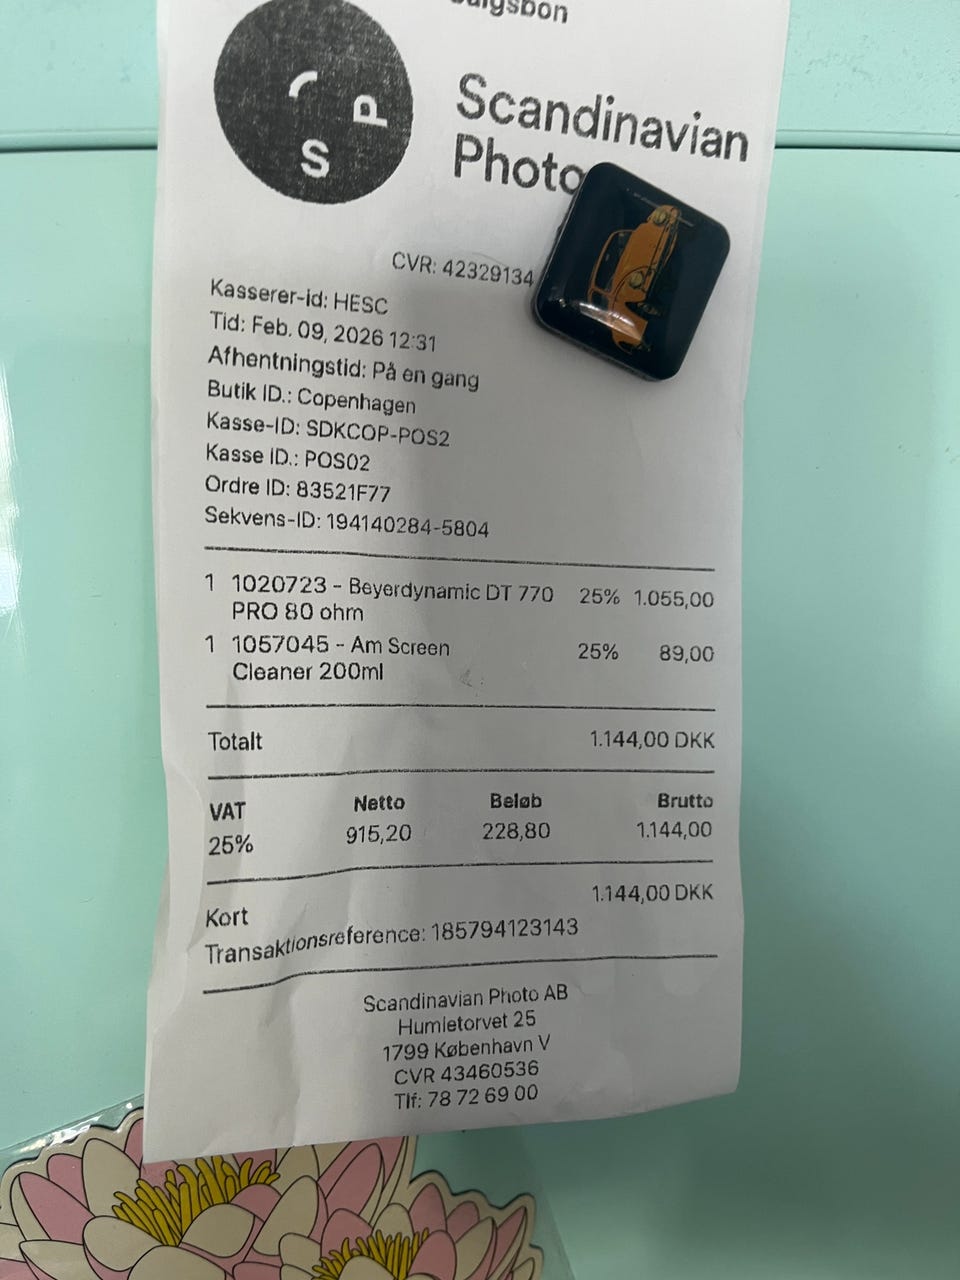 Scandinavian
Photo
S P
CVR: 42329134
Kasserer-id: HESC
Tid: Feb. 09, 2026 12:31
Afhentningstid: På en gang
Butik ID.: Copenhagen
Kasse-ID: SDKCOP-POS2
Kasse ID.: POS02
Ordre ID: 83521F77
Sekvens-ID: 194140284-5804
1 1020723 - Beyerdynamic DT 770 25% 1.055,00
PRO 80 ohm
1 1057045 - Am Screen 25% 89,00
Cleaner 200ml
Totalt 1.144,00 DKK
VAT Netto Beløb Brutto
25% 915,20 228,80 1.144,00
Kort 1.144,00 DKK
Transaktionsreference: 185794123143
Scandinavian Photo AB
Humletorvet 25
1799 København V
CVR 43460536
Tlf: 78 72 69 00